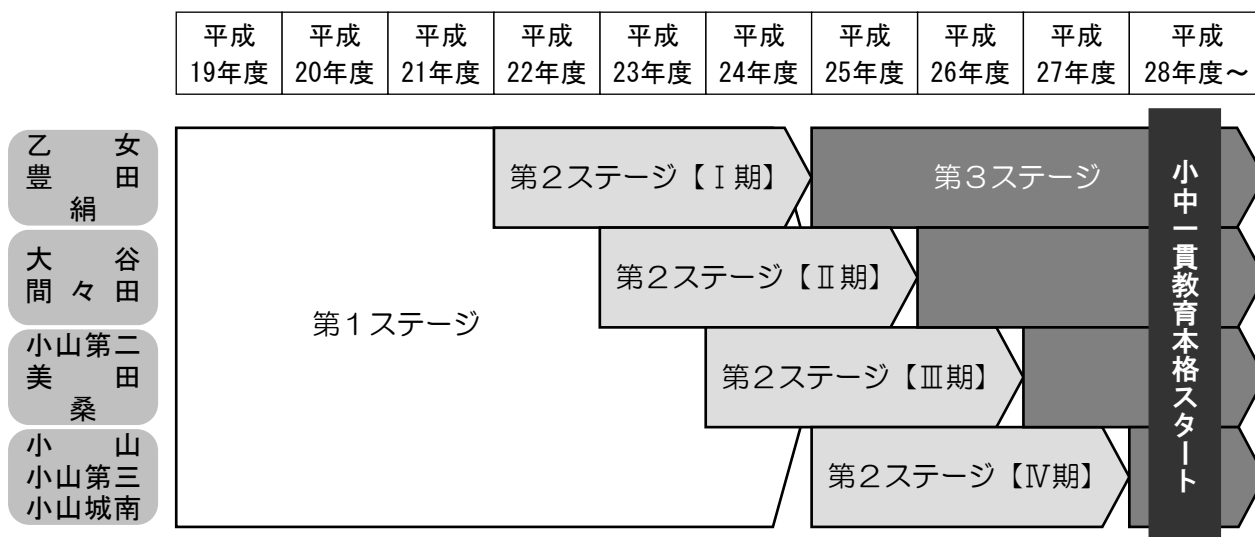 平成 平成 平成 平成 平成 平成 平成 平成 平成 平成
19年度 20年度 21年度 22年度 23年度 24年度 25年度 26年度 27年度 28年度~
乙女
豊田
絹
第2ステージ【Ⅰ期】
第3ステージ
大谷
間々田
第2ステージ【Ⅱ期】
第1ステージ
小山第二
美田
桑
第2ステージ【Ⅲ期】
小山
小山第三
小山城南
第2ステージ【Ⅳ期】
小中一貫教育本格スタート